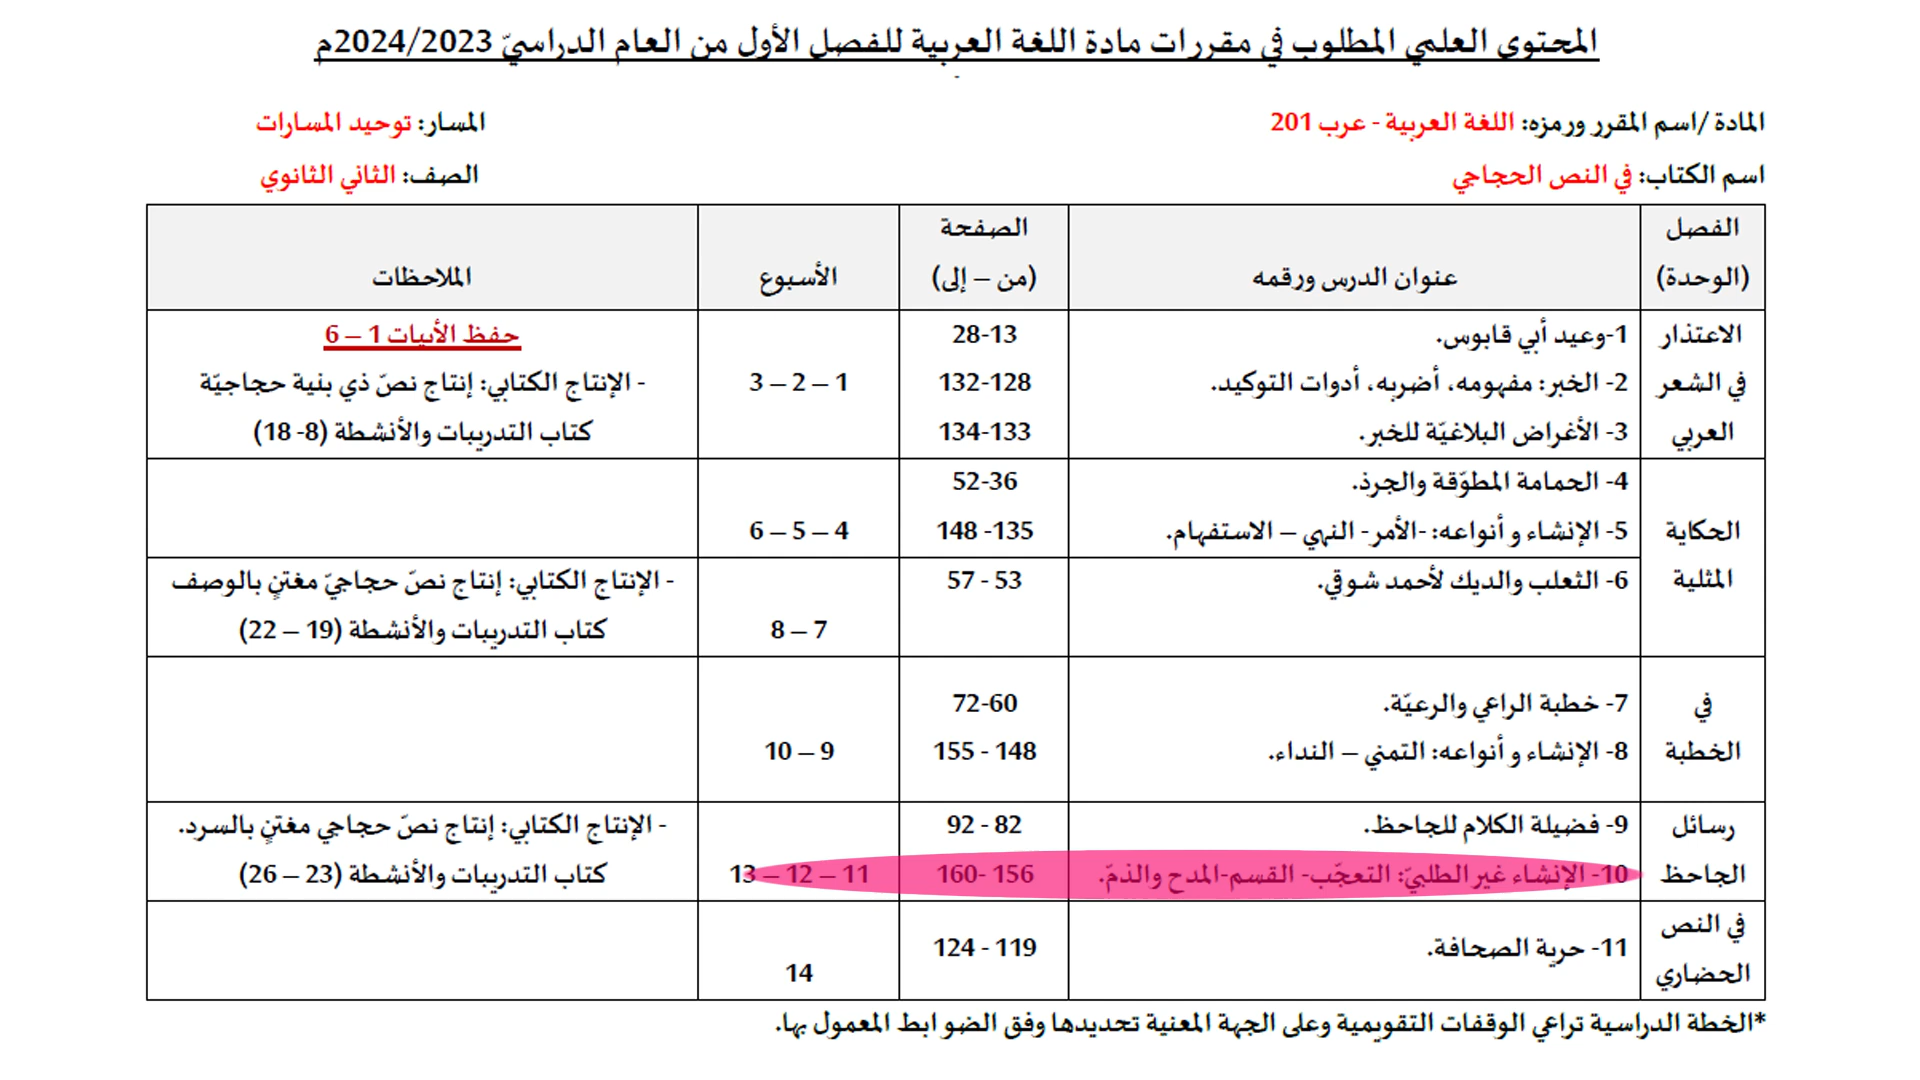 المحتوى العلمي المطلوب في مقررات مادة اللغة العربية للفصل الأول من العام الدراسيّ 2024/2023م
المادة /اسم المقرر ورمزه: اللغة العربية - عرب 201
المسار: توحيد المسارات
اسم الكتاب: في النص الحجاجي
الصف: الثاني الثانوي
الفصل (الوحدة)
عنوان الدرس ورقمه
الصفحة (من – إلى)
الأسبوع
الملاحظات
الاعتذار في الشعر العربي
1-وعيد أبي قابوس.
2- الخبر: مفهومه، أضربه، أدوات التوكيد.
3- الأغراض البلاغيّة للخبر.
28-13
132-128
134-133
1 – 2 – 3
حفظ الأبيات 1 – 6
- الإنتاج الكتابي: إنتاج نصّ ذي بنية حجاجيّة
كتاب التدريبات والأنشطة (8- 18)
الحكاية المثلية
4- الحمامة المطوّقة والجرذ.
5- الإنشاء وأنواعه: -الأمر- النهي – الاستفهام.
52-36
148 -135
4 – 5 – 6
6- الثعلب والديك لأحمد شوقي.
57 - 53
7 – 8
- الإنتاج الكتابي: إنتاج نصّ حجاجيّ مغتنٍ بالوصف
كتاب التدريبات والأنشطة (19 – 22)
في الخطبة
7- خطبة الراعي والرعيّة.
8- الإنشاء وأنواعه: التمني – النداء.
72-60
155 - 148
9 – 10
رسائل الجاحظ
9- فضيلة الكلام للجاحظ.
10- الإنشاء غير الطلبيّ: التعجّب- القسم-المدح والذمّ.
92 - 82
160- 156
11 – 12 – 13
- الإنتاج الكتابي: إنتاج نصّ حجاجي مغتنٍ بالسرد.
كتاب التدريبات والأنشطة (23 – 26)
في النص الحضاري
11- حرية الصحافة.
124 - 119
14
*الخطة الدراسية تراعي الوقفات التقويمية وعلى الجهة المعنية تحديدها وفق الضوابط المعمول بها.